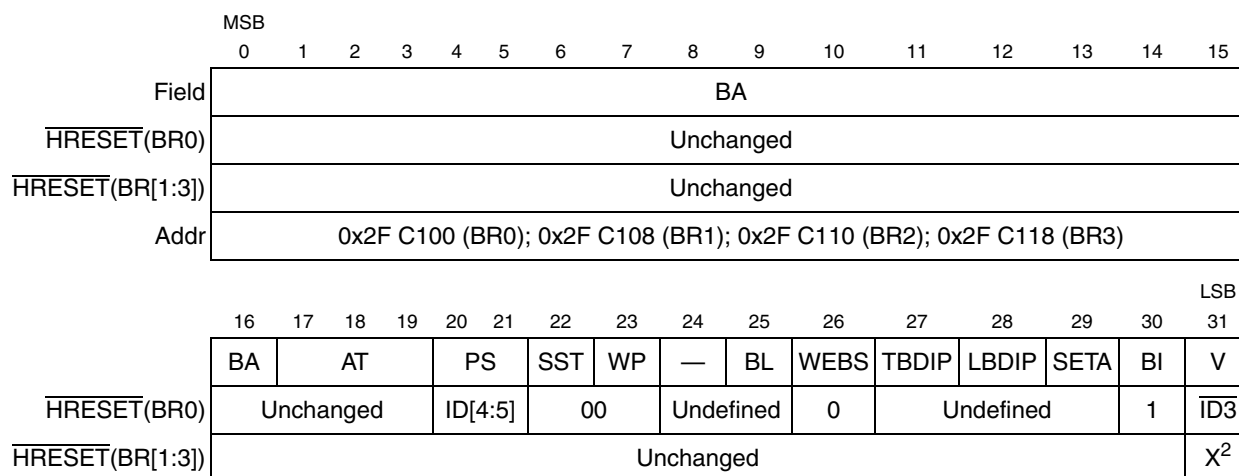 MSB
0 1 2 3 4 5 6 7 8 9 10 11 12 13 14 15
Field BA
HRESET(BR0) Unchanged
HRESET(BR[1:3]) Unchanged
Addr 0x2F C100 (BR0); 0x2F C108 (BR1); 0x2F C110 (BR2); 0x2F C118 (BR3)
LSB
16 17 18 19 20 21 22 23 24 25 26 27 28 29 30 31
BA AT PS SST WP — BL WEBS TBDIP LBDIP SETA BI V
HRESET(BR0) Unchanged ID[4:5] 00 Undefined 0 Undefined 1 ID3
HRESET(BR[1:3]) Unchanged X2